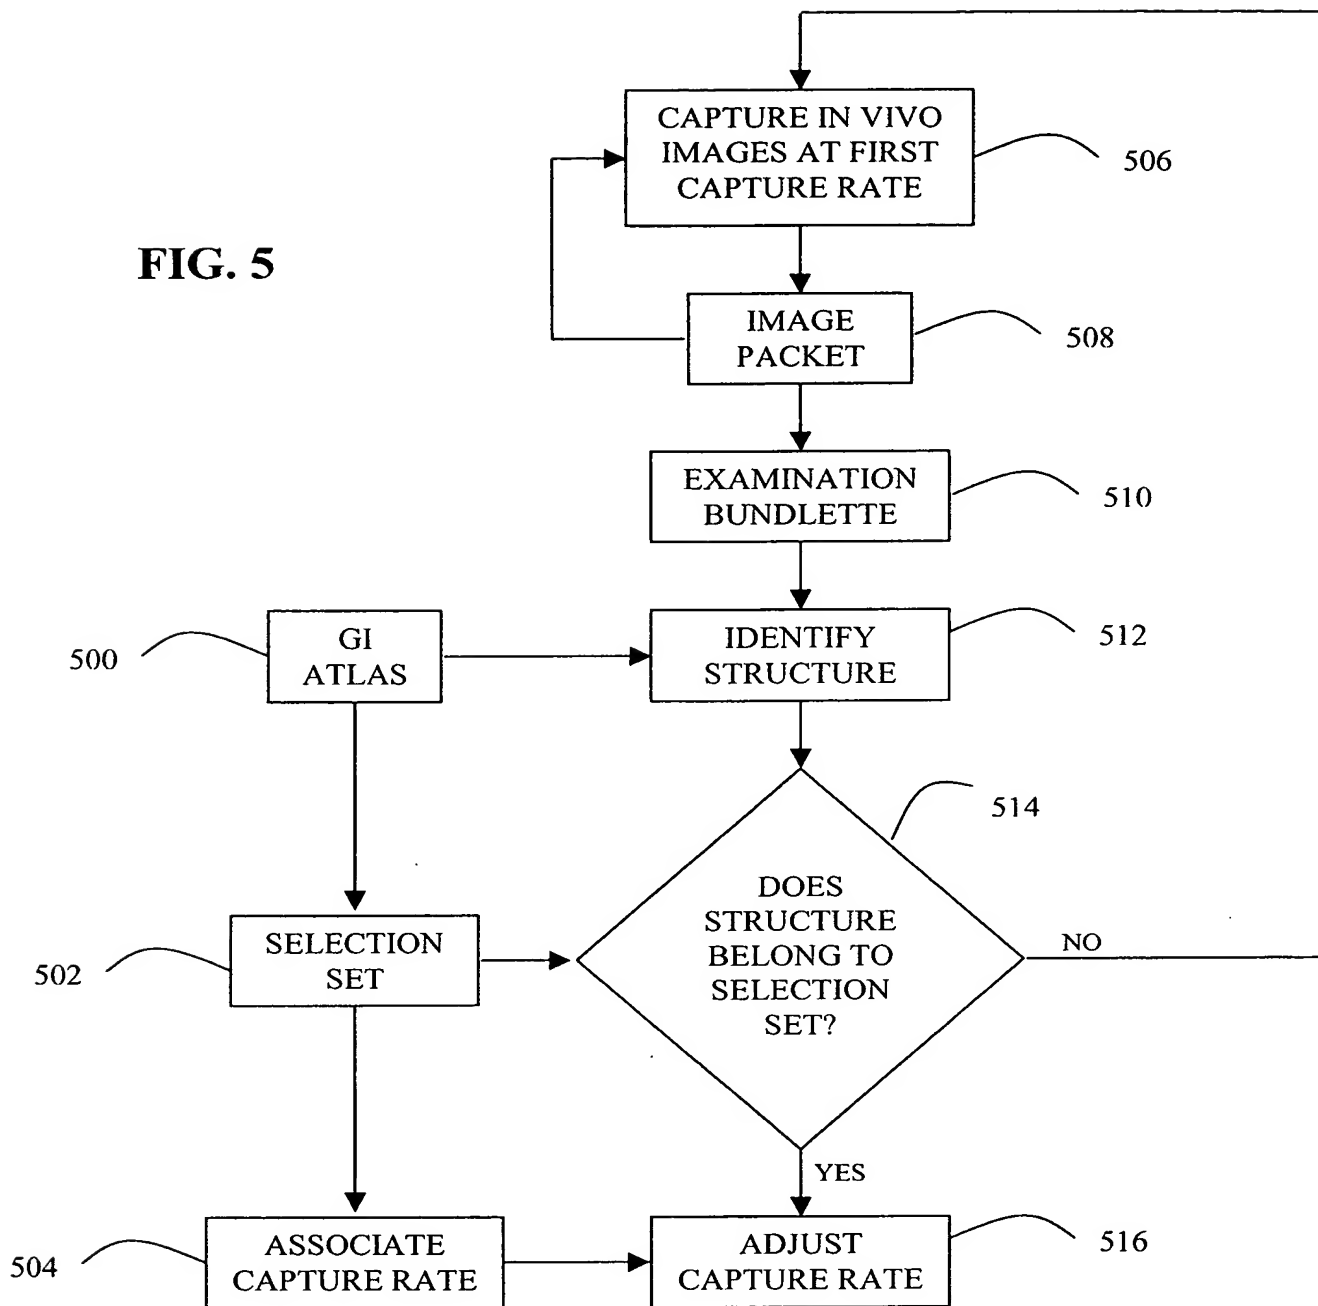 CAPTURE IN VIVO
IMAGES AT FIRST
CAPTURE RATE
506
FIG. 5
IMAGE
PACKET
508
EXAMINATION
BUNDLETTE
510
GI
ATLAS
500
IDENTIFY
STRUCTURE
512
514
DOES
STRUCTURE
BELONG TO
SELECTION
SET?
NO
SELECTION
SET
502
YES
ASSOCIATE
CAPTURE RATE
504
ADJUST
CAPTURE RATE
516